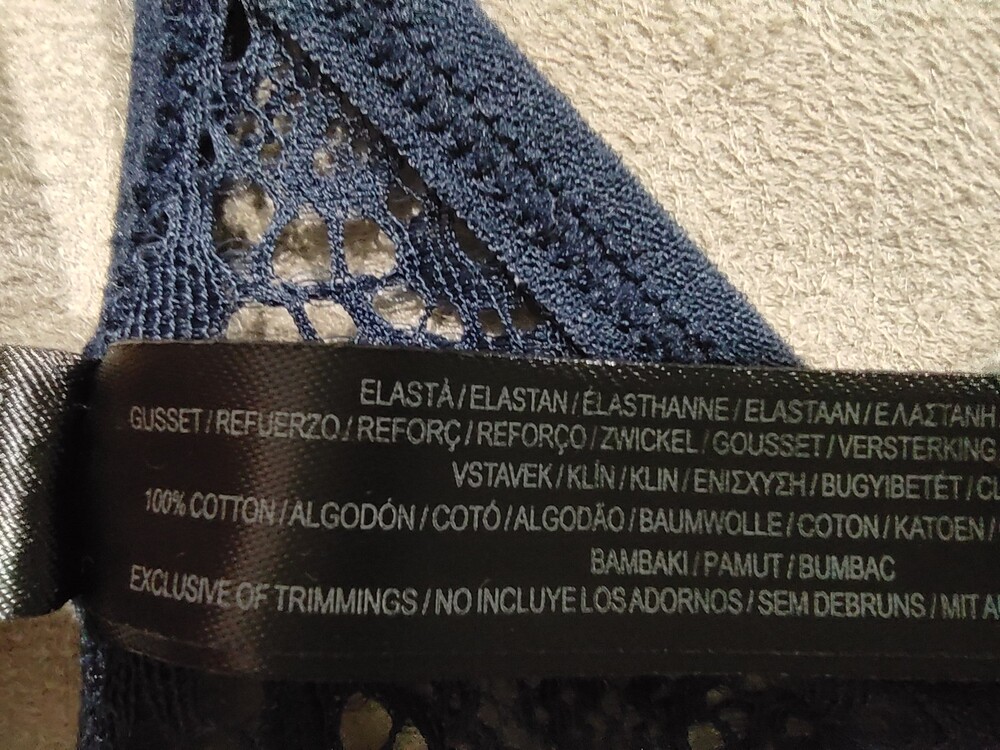 ELASTÀ / ELASTAN / ÉLASTHANNE / ELASTAAN / ΕΛΑΣΤΑΝΗ
GUSSET / REFUERZO / REFORÇ / REFORÇO / ZWICKEL / GOUSSET / VERSTERKING
VSTAVEK / KLÍN / KLIN / ΕΝΙΣΧΥΣΗ / BUGYIBETÉT /
100% COTTON / ALGODÓN / COTÓ / ALGODÃO / BAUMWOLLE / COTON / KATOEN /
BAMBAKI / PAMUT / BUMBAC
EXCLUSIVE OF TRIMMINGS / NO INCLUYE LOS ADORNOS / SEM DEBRUNS / MIT